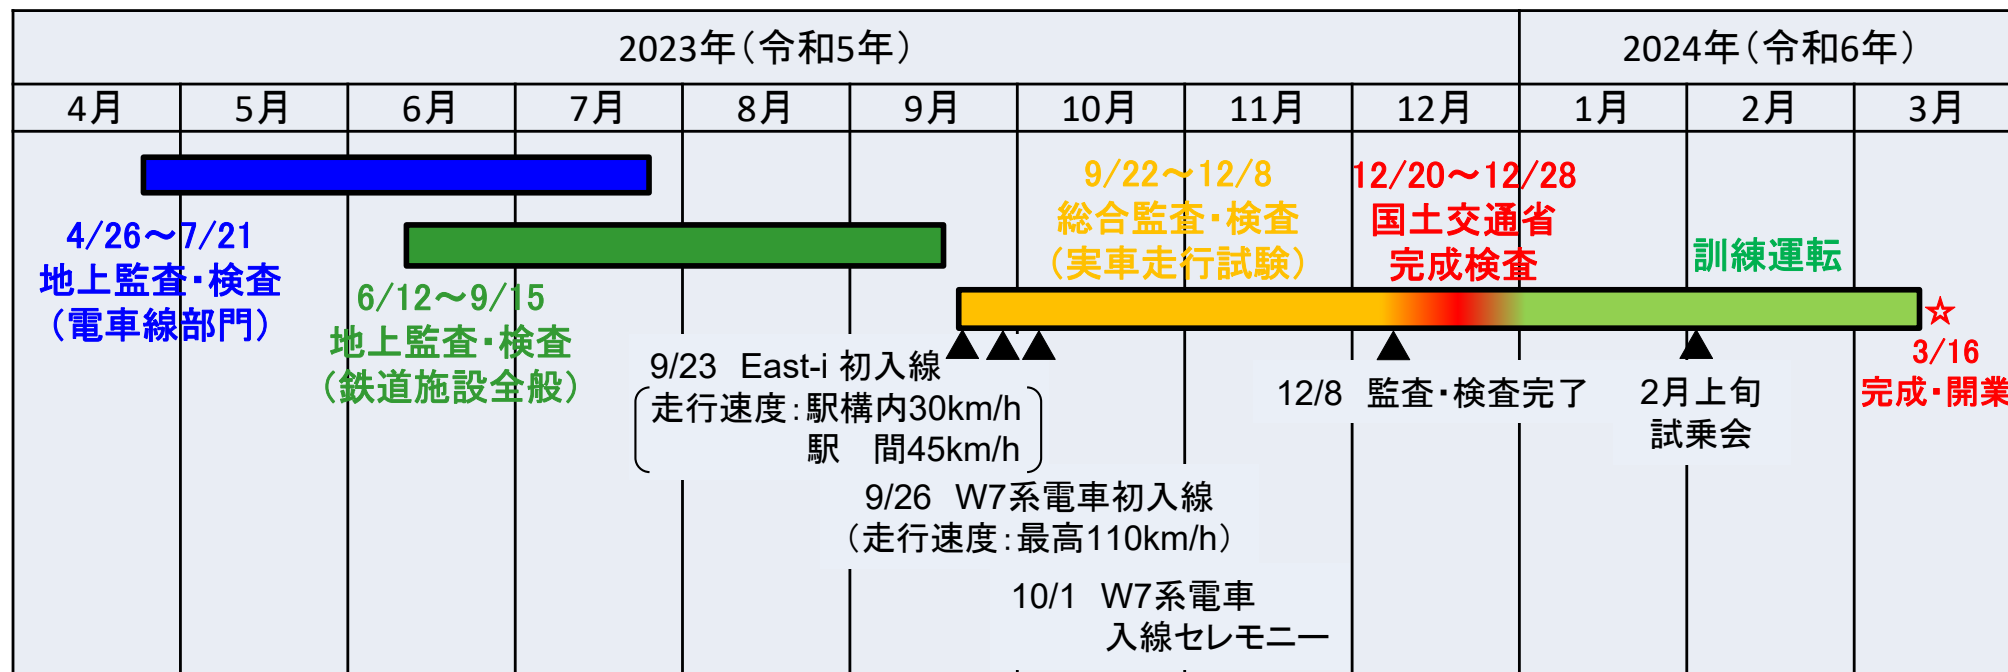 2023年（令和5年）
2024年（令和6年）
4月
5月
6月
7月
8月
9月
10月
11月
12月
1月
2月
3月
4/26～7/21
地上監査・検査
（電車線部門）
6/12～9/15
地上監査・検査
（鉄道施設全般）
9/22～12/8
総合監査・検査
（実車走行試験）
12/20～12/28
国土交通省
完成検査
訓練運転
☆
3/16
完成・開業
9/23 East-i 初入線
走行速度：駅構内30km/h
駅　間45km/h
9/26 W7系電車初入線
（走行速度：最高110km/h）
10/1 W7系電車
入線セレモニー
12/8 監査・検査完了
2月上旬
試乗会